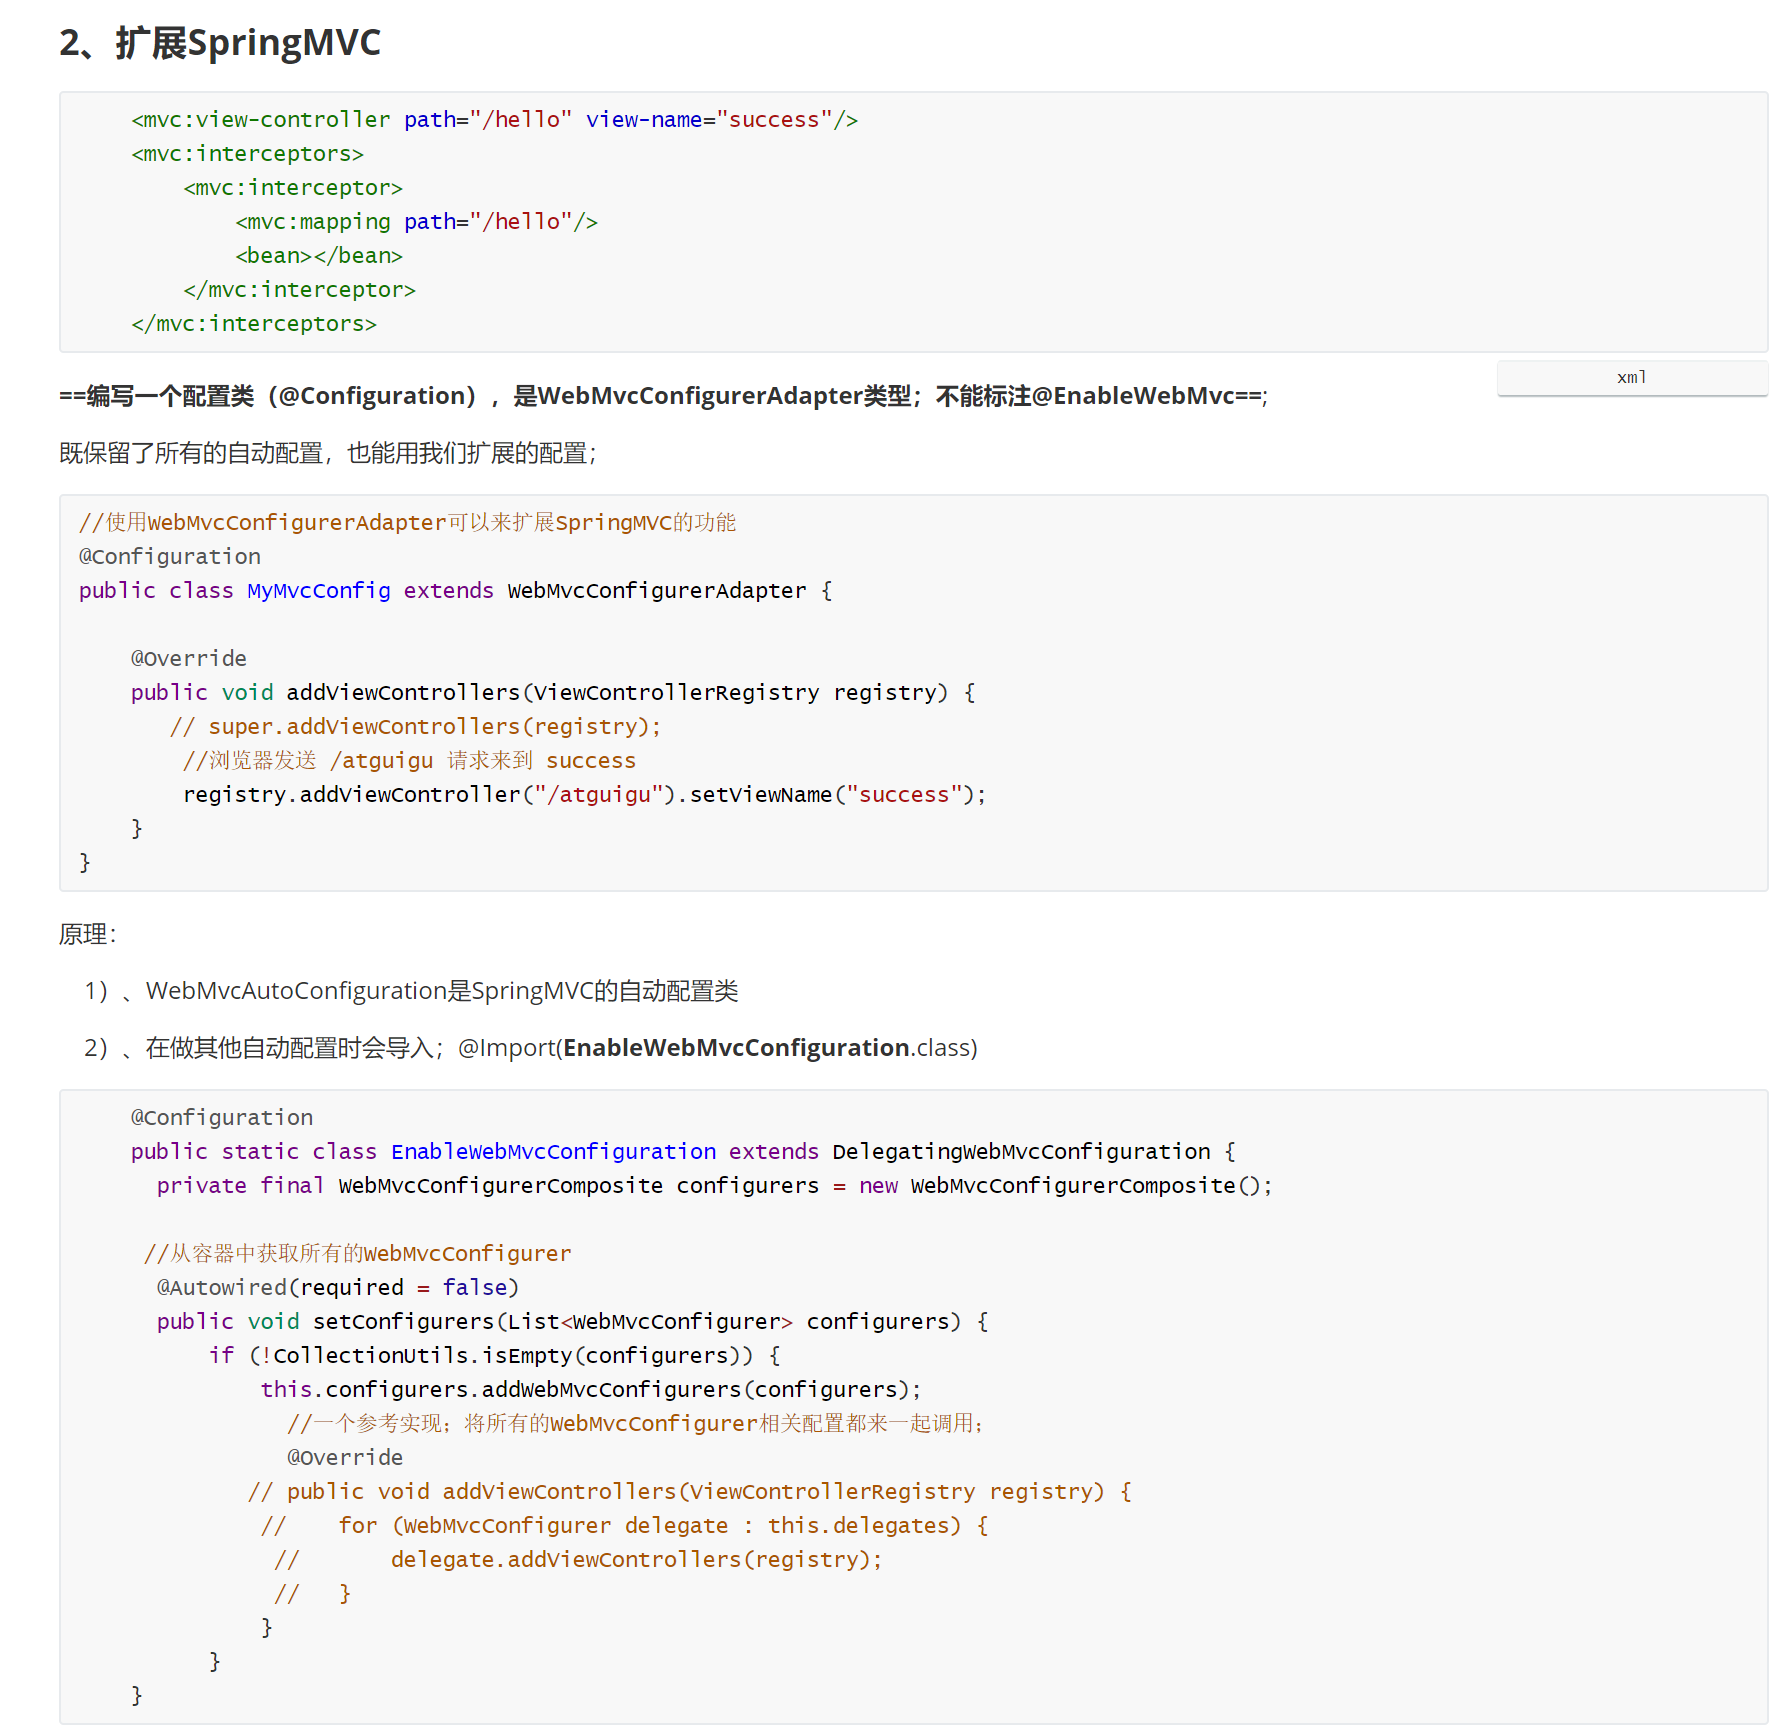 2、扩展SpringMVC
    <mvc:view-controller path="/hello" view-name="success"/>
    <mvc:interceptors>
        <mvc:interceptor>
            <mvc:mapping path="/hello"/>
            <bean></bean>
        </mvc:interceptor>
    </mvc:interceptors>
xml
==编写一个配置类（@Configuration），是WebMvcConfigurerAdapter类型；不能标注@EnableWebMvc==;
既保留了所有的自动配置，也能用我们扩展的配置；
//使用WebMvcConfigurerAdapter可以来扩展SpringMVC的功能
@Configuration
public class MyMvcConfig extends WebMvcConfigurerAdapter {
    @Override
    public void addViewControllers(ViewControllerRegistry registry) {
       // super.addViewControllers(registry);
        //浏览器发送 /atguigu 请求来到 success
        registry.addViewController("/atguigu").setViewName("success");
    }
}
原理：
1）、WebMvcAutoConfiguration是SpringMVC的自动配置类
2）、在做其他自动配置时会导入；@Import(EnableWebMvcConfiguration.class)
    @Configuration
    public static class EnableWebMvcConfiguration extends DelegatingWebMvcConfiguration {
      private final WebMvcConfigurerComposite configurers = new WebMvcConfigurerComposite();
     //从容器中获取所有的WebMvcConfigurer
      @Autowired(required = false)
      public void setConfigurers(List<WebMvcConfigurer> configurers) {
          if (!CollectionUtils.isEmpty(configurers)) {
              this.configurers.addWebMvcConfigurers(configurers);
                //一个参考实现；将所有的WebMvcConfigurer相关配置都来一起调用；
                @Override
             // public void addViewControllers(ViewControllerRegistry registry) {
              //    for (WebMvcConfigurer delegate : this.delegates) {
               //       delegate.addViewControllers(registry);
               //   }
              }
          }
    }